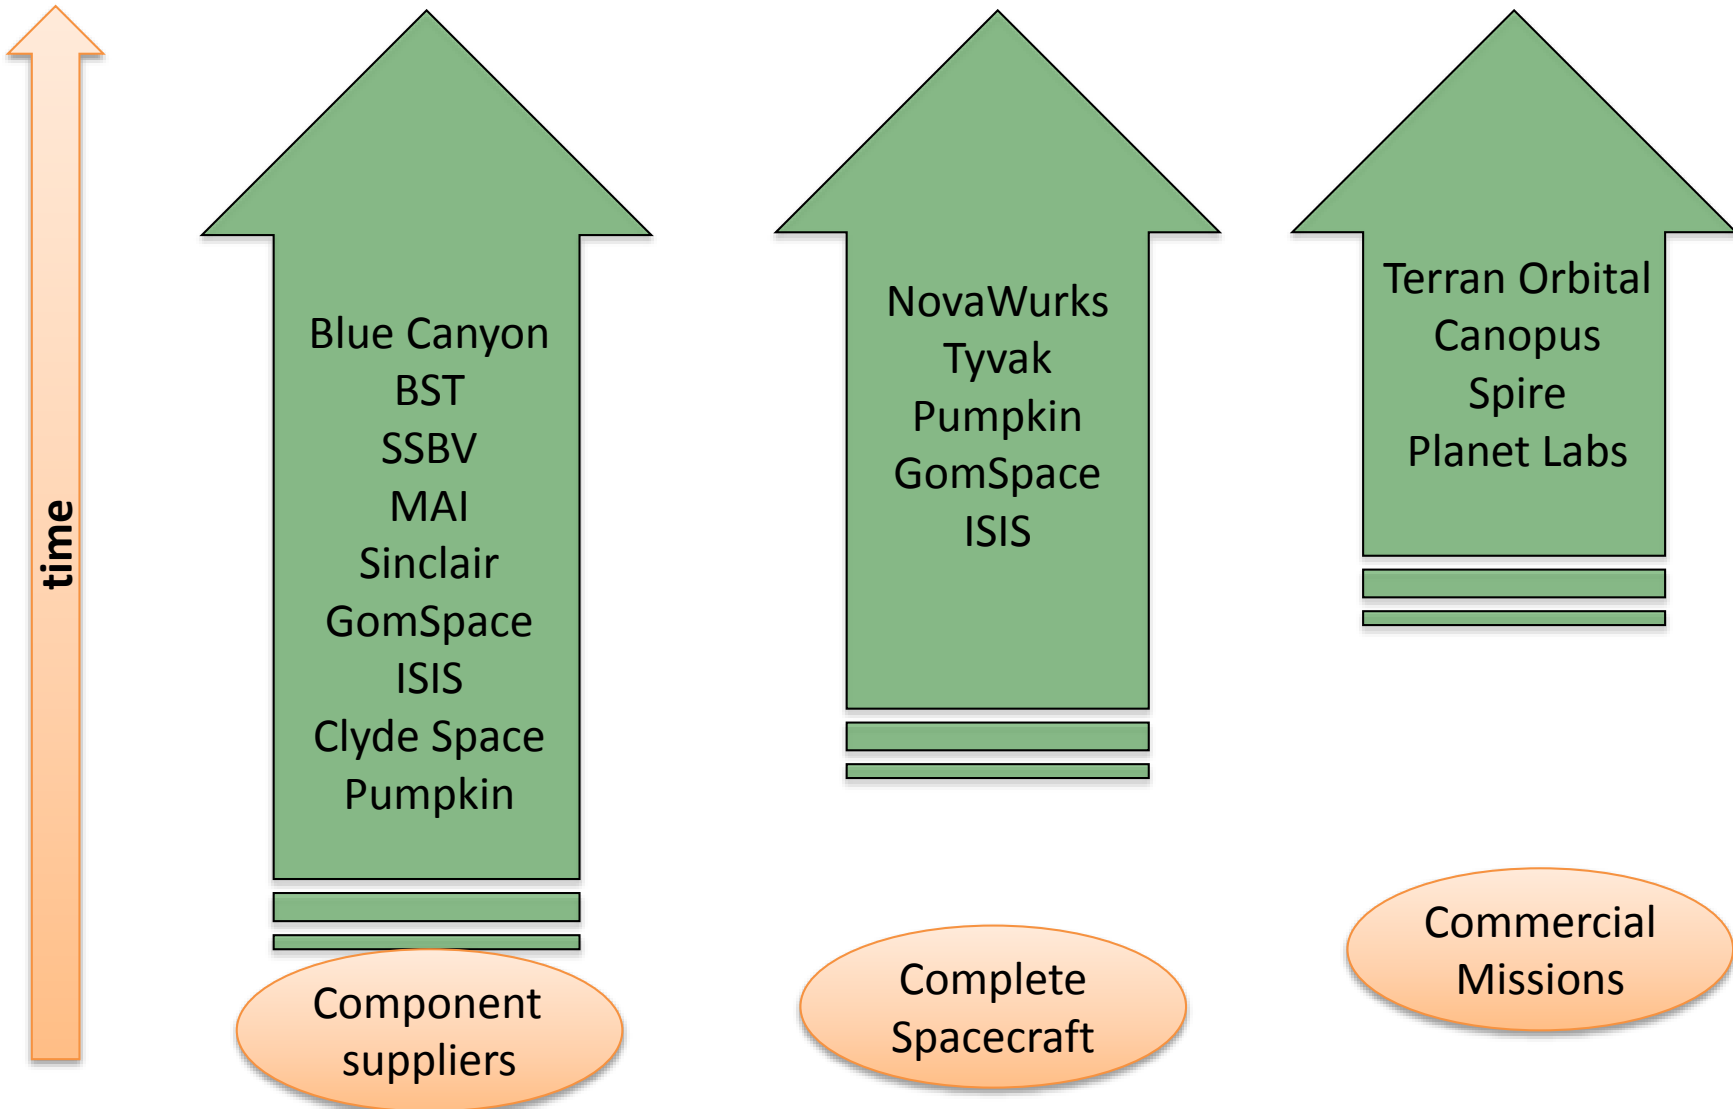 time
Blue Canyon
BST
SSBV
MAI
Sinclair
GomSpace
ISIS
Clyde Space
Pumpkin
Component
suppliers
NovaWurks
Tyvak
Pumpkin
GomSpace
ISIS
Complete
Spacecraft
Terran Orbital
Canopus
Spire
Planet Labs
Commercial
Missions